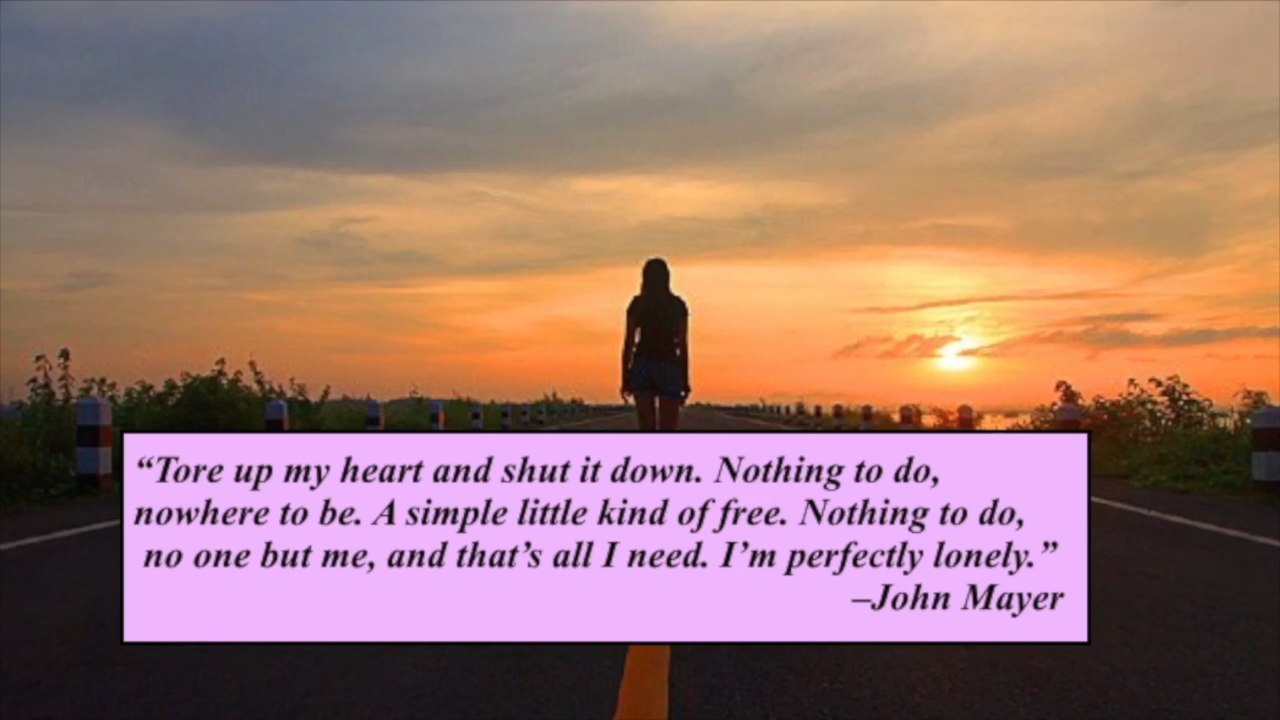 “Tore up my heart and shut it down. Nothing to do,
nowhere to be. A simple little kind of free. Nothing to do,
no one but me, and that’s all I need. I’m perfectly lonely.”
–John Mayer